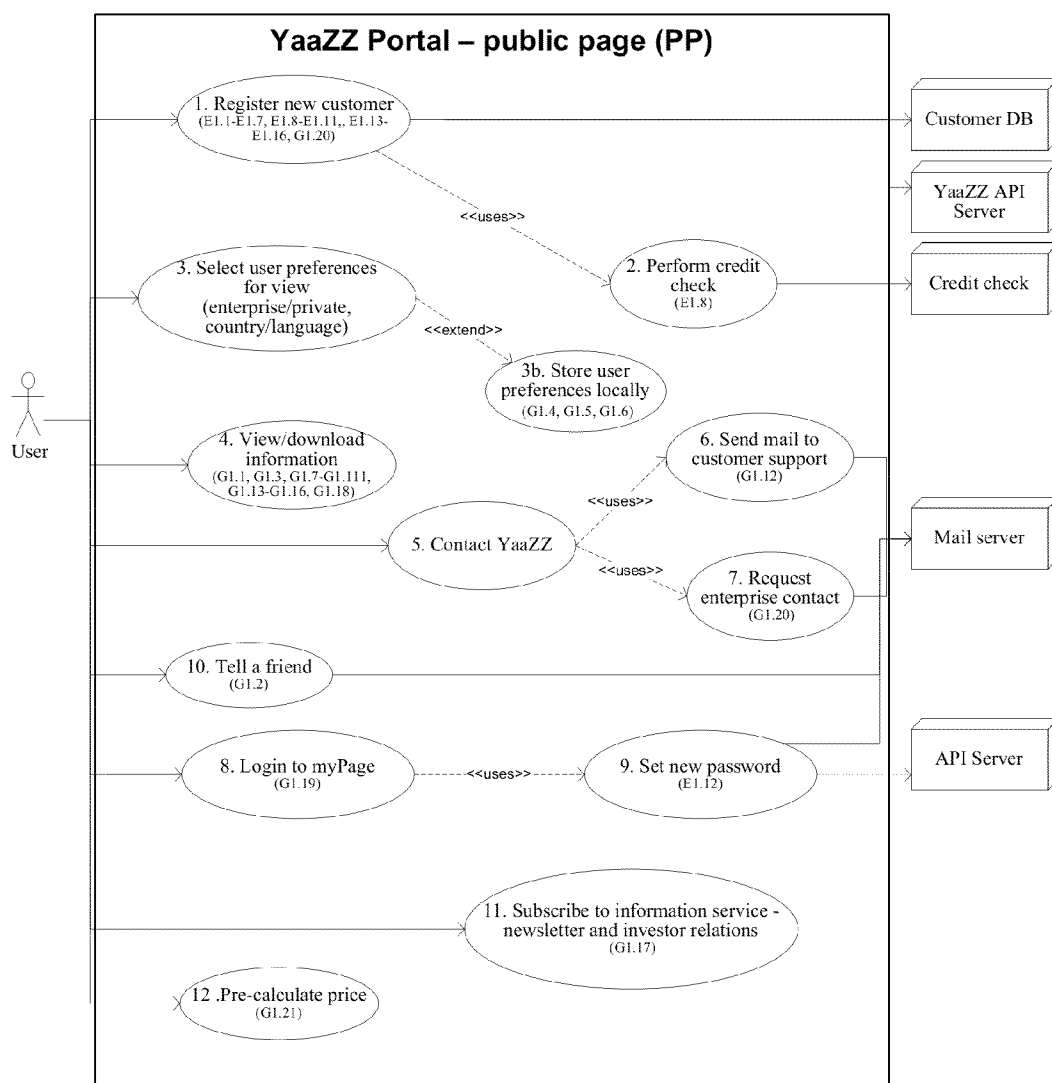 YaaZZ Portal – public page (PP)
1. Register new customer
(E1.1-E1.7, E1.8-E1.11,, E1.13-
E1.16, G1.20)
Customer DB
YaaZZ API
Server
<<uses>>
3. Select user preferences
for view
(enterprise/private,
country/language)
2. Perform credit
check
(E1.8)
Credit check
<<extend>>
3b. Store user
preferences locally
(G1.4, G1.5, G1.6)
User
4. View/download
information
(G1.1, G1.3, G1.7-G1.111,
G1.13-G1.16, G1.18)
6. Send mail to
customer support
(G1.12)
<<uses>>
5. Contact YaaZZ
Mail server
<<uses>>
7. Request
enterprise contact
(G1.20)
10. Tell a friend
(G1.2)
8. Login to myPage
(G1.19)
<<uses>>
9. Set new password
(E1.12)
API Server
11. Subscribe to information service -
newsletter and investor relations
(G1.17)
12 .Pre-calculate price
(G1.21)